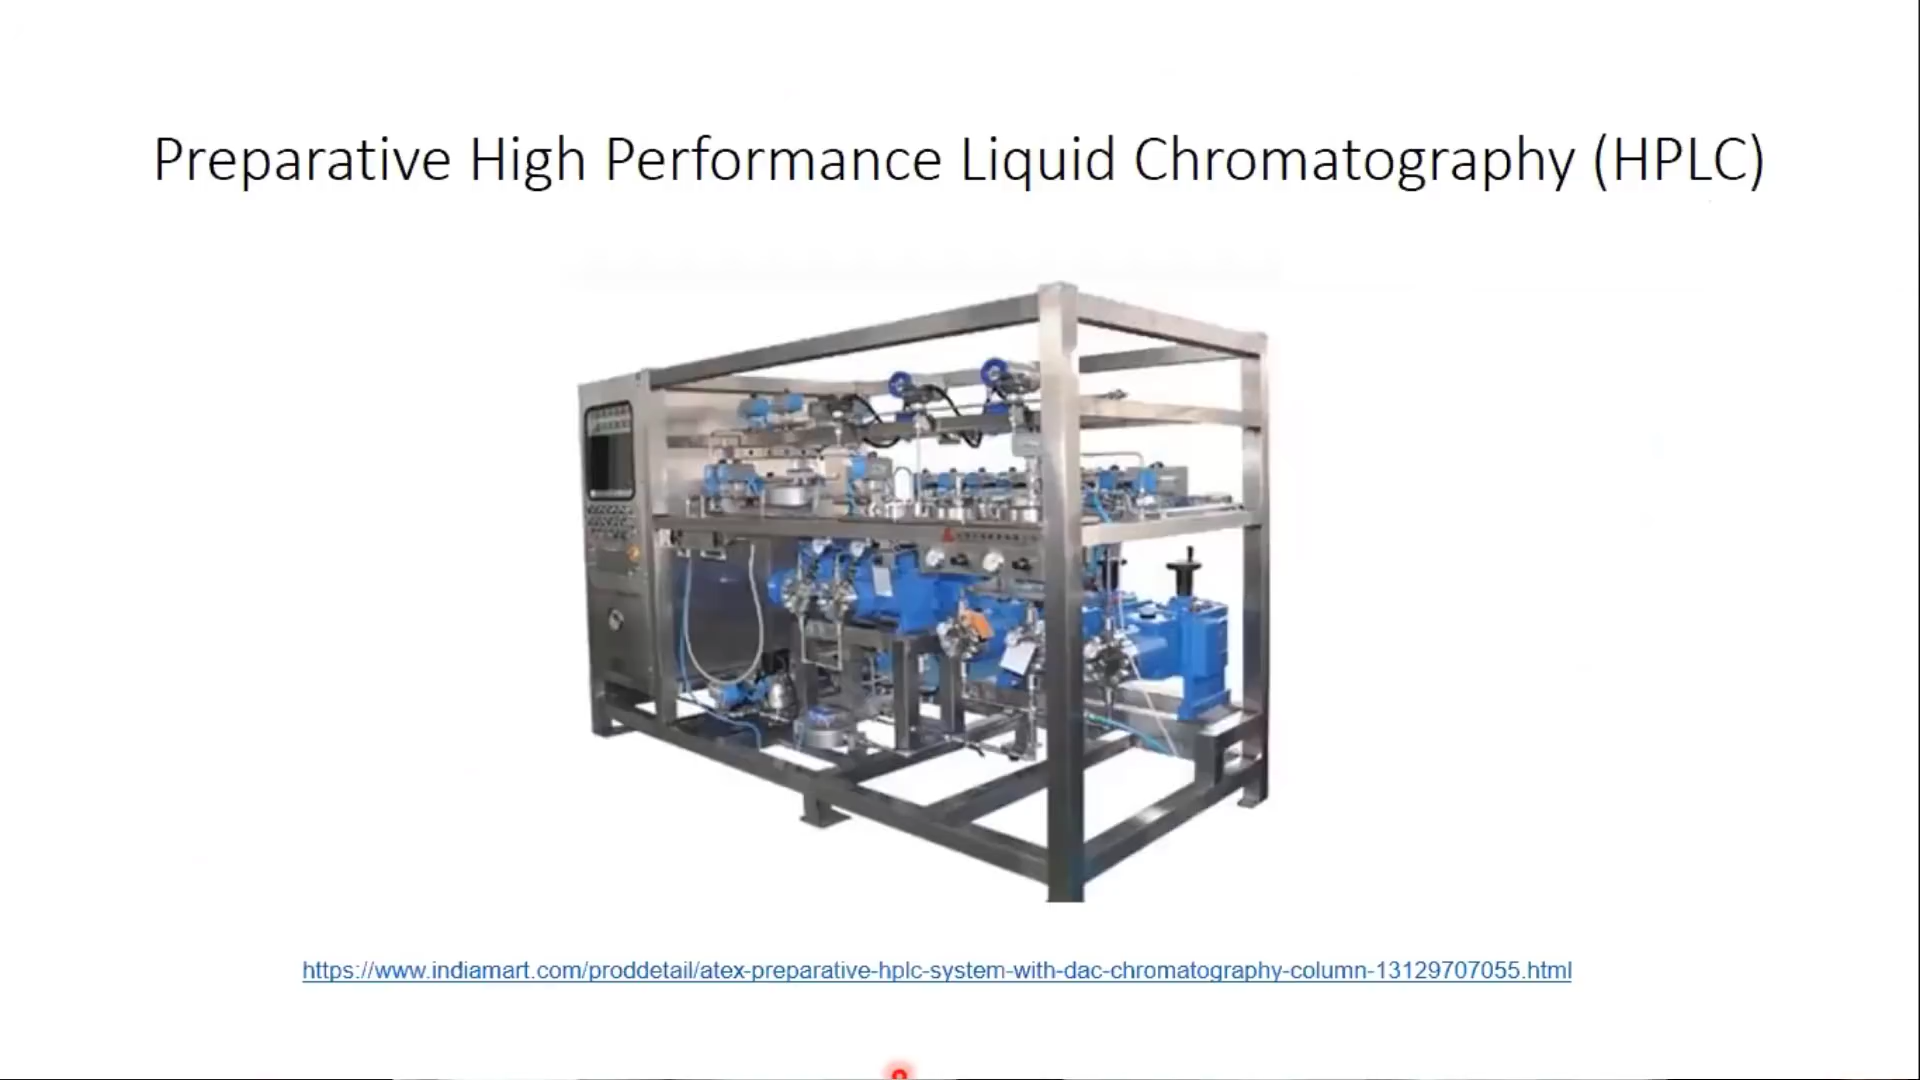 Preparative High Performance Liquid Chromatography (HPLC)
https://www.indiamart.com/proddetail/atex-preparative-hplc-system-with-dac-chromatography-column-13129707055.html